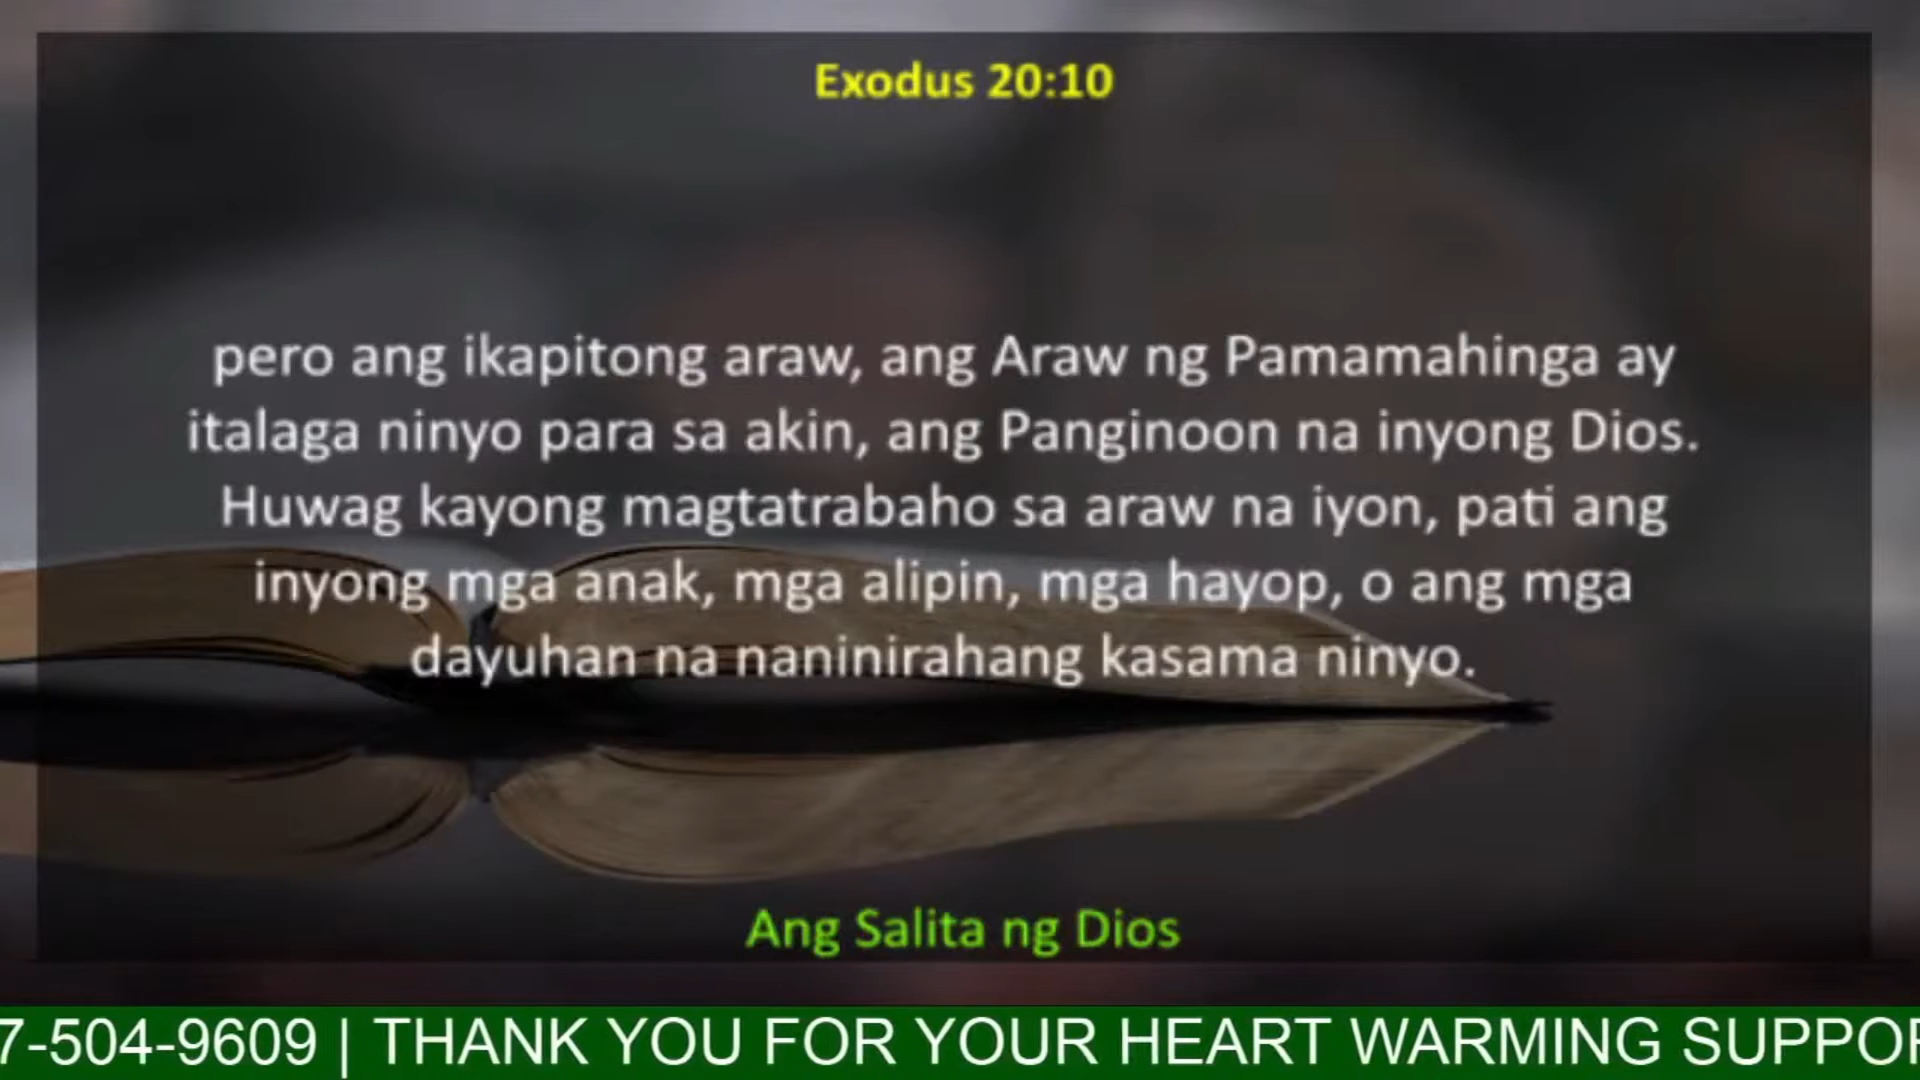 Exodus 20:10
pero ang ikapitong araw, ang Araw ng Pamamahinga ay
italaga ninyo para sa akin, ang Panginoon na inyong Dios.
Huwag kayong magtatrabaho sa araw na iyon, pati ang
inyong mga anak, mga alipin, mga hayop, o ang mga
dayuhan na naninirahang kasama ninyo.
Ang Salita ng Dios
7-504-9609 | THANK YOU FOR YOUR HEART WARMING